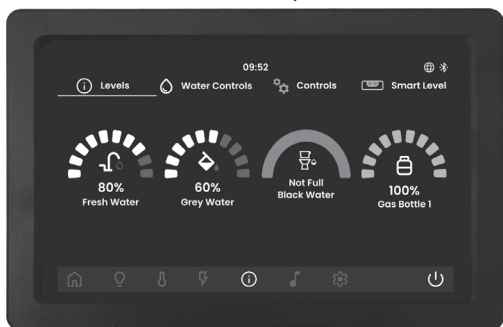 09:52
Levels Water Controls Controls Smart Level
80% 60% Not Full 100%
Fresh Water Grey Water Black Water Gas Bottle 1